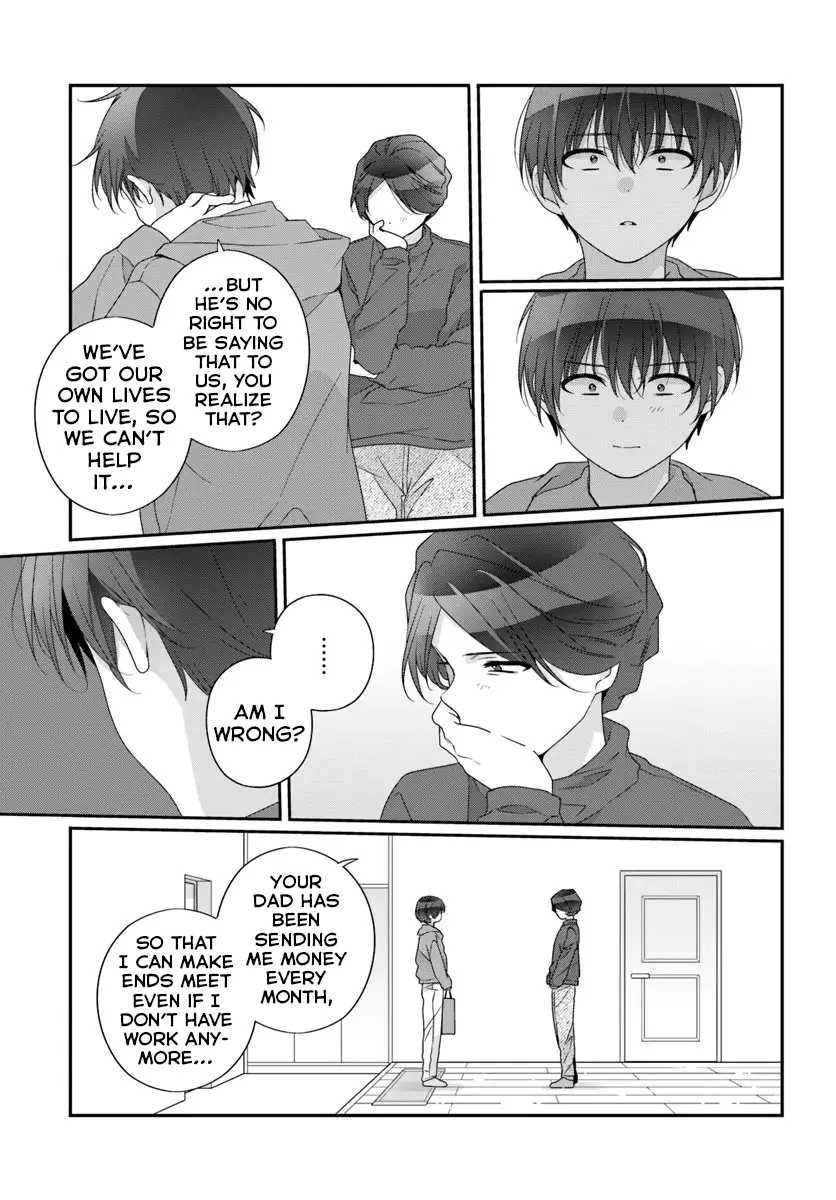 ...BUT
HE'S NO
RIGHT TO
BE SAYING
THAT TO
US, YOU
REALIZE
THAT?
WE'VE
GOT OUR
OWN LIVES
TO LIVE, SO
WE CAN'T
HELP
IT...
......
AM I
WRONG?
YOUR
DAD HAS
BEEN
SENDING
ME MONEY
EVERY
MONTH,
SO THAT
I CAN MAKE
ENDS MEET
EVEN IF I
DON'T HAVE
WORK ANY-
MORE...